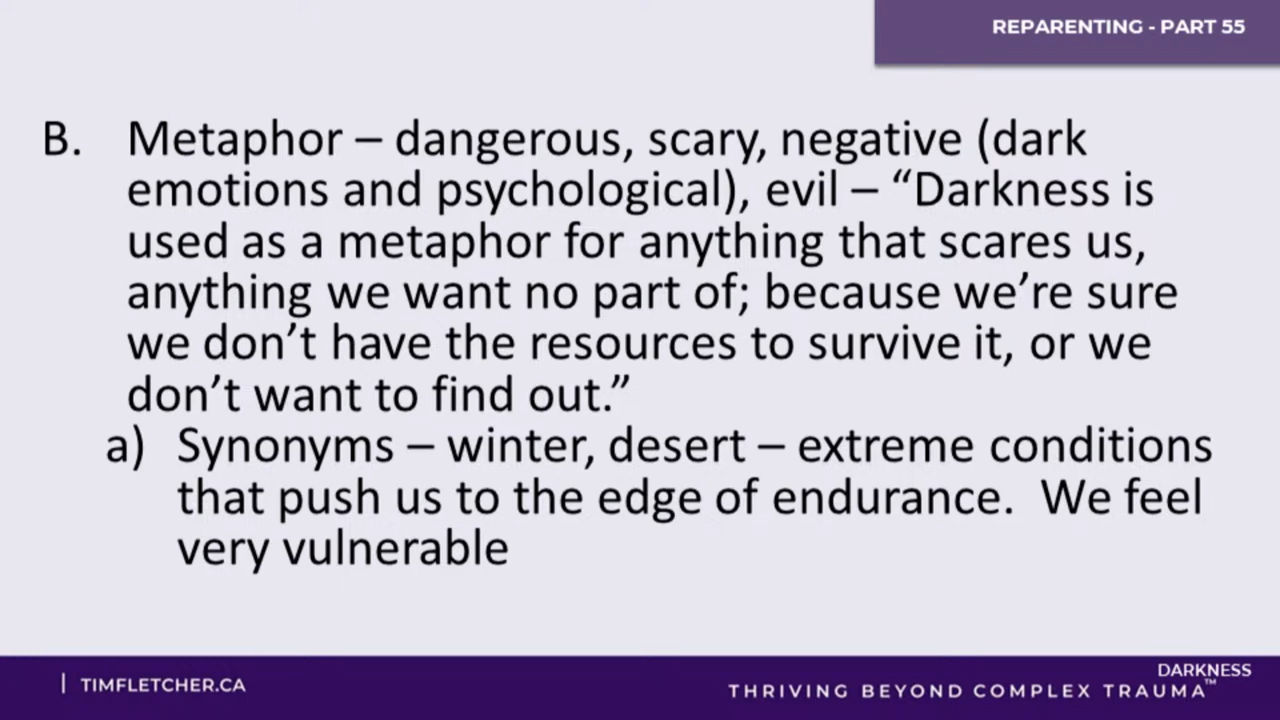 REPARENTING - PART 55
B. Metaphor – dangerous, scary, negative (dark
emotions and psychological), evil – “Darkness is
used as a metaphor for anything that scares us,
anything we want no part of; because we’re sure
we don’t have the resources to survive it, or we
don’t want to find out.”
a) Synonyms – winter, desert – extreme conditions
that push us to the edge of endurance.  We feel
very vulnerable
| TIMFLETCHER.CA
DARKNESS
THRIVING BEYOND COMPLEX TRAUMA™